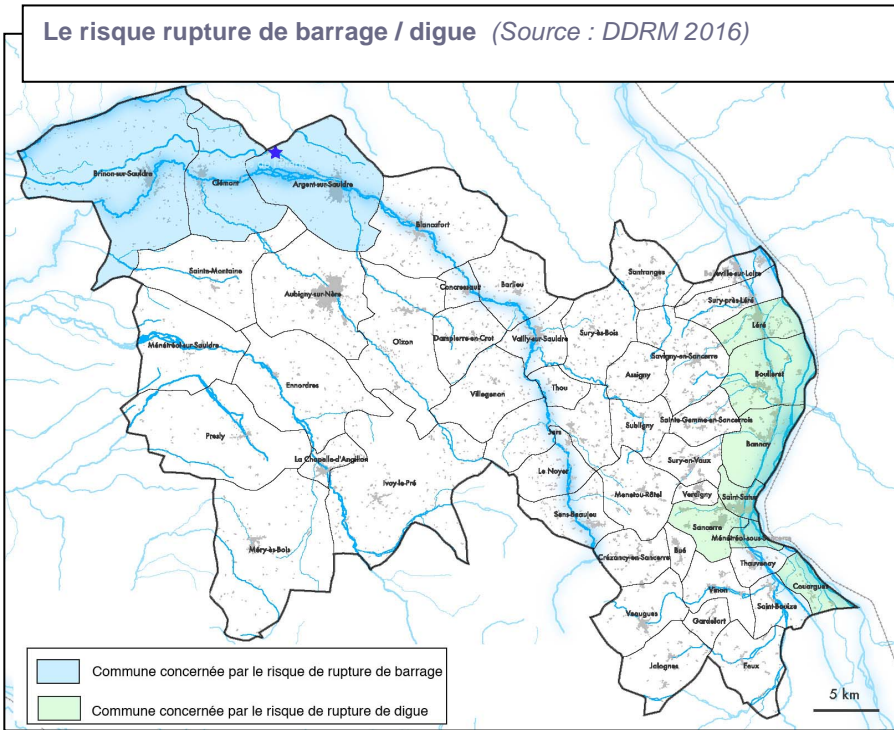 Le risque rupture de barrage / digue (Source : DDRM 2016)
Brinon-sur-Sauldre
Clémont
Argent-sur-Sauldre
Blancafort
Sainte-Montaine
Aubigny-sur-Nère
Concressault
Barlieu
Santranges
Belleville-sur-Loire
Sury-près-Léré
Léré
Ménétréol-sur-Sauldre
Oizon
Dampierre-en-Crot
Vailly-sur-Sauldre
Sury-ès-Bois
Savigny-en-Sancerre
Boulleret
Ennordres
Villegenon
Thou
Assigny
Subligny
Sainte-Gemme-en-Sancerrois
Presly
Jars
Bannay
La Chapelle-d'Angillon
Ivoy-le-Pré
Le Noyer
Sury-en-Vaux
Menetou-Râtel
Verdigny
Sens-Beaujeu
Sancerre
Méry-ès-Bois
Crézancy-en-Sancerre
Bué
Thauvenay
Couargues
Vinon
Saint-Bouize
Veaugues
Gardefort
Jalognes
Feux
Commune concernée par le risque de rupture de barrage
Commune concernée par le risque de rupture de digue
5 km